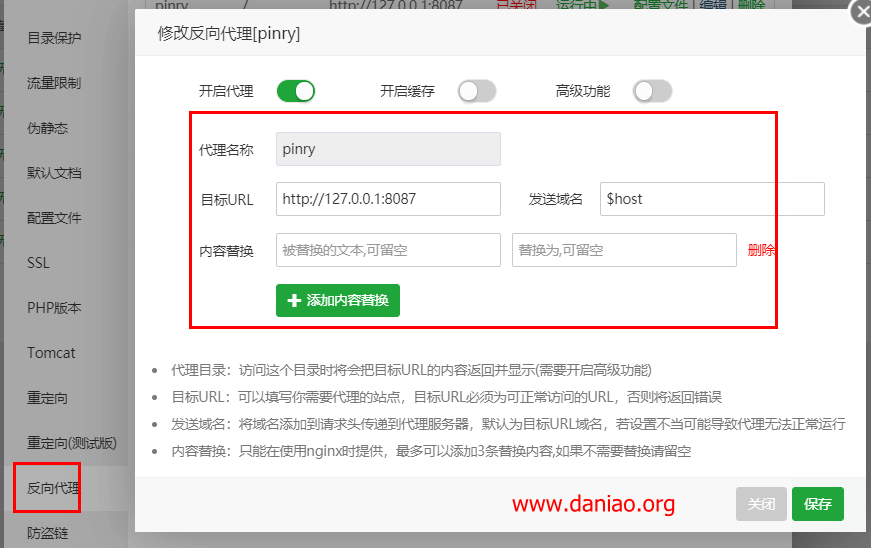 pinry / http://127.0.0.1:8087 已关闭 运行中 配置文件 | 编辑 | 删除
修改反向代理[pinry]
目录保护
流量限制
伪静态
默认文档
配置文件
SSL
PHP版本
Tomcat
重定向
重定向(测试版)
反向代理
防盗链
开启代理 开启缓存 高级功能
代理名称 pinry
目标URL http://127.0.0.1:8087 发送域名 $host
内容替换 被替换的文本,可留空 替换为,可留空 删除
添加内容替换
代理目录：访问这个目录时将会把目标URL的内容返回并显示(需要开启高级功能)
目标URL：可以填写你需要代理的站点，目标URL必须为可正常访问的URL，否则将返回错误
发送域名：将域名添加到请求头传递到代理服务器，默认为目标URL域名，若设置不当可能导致代理无法正常运行
内容替换：只能在使用nginx时提供，最多可以添加3条替换内容,如果不需要替换请留空
www.daniao.org
关闭 保存